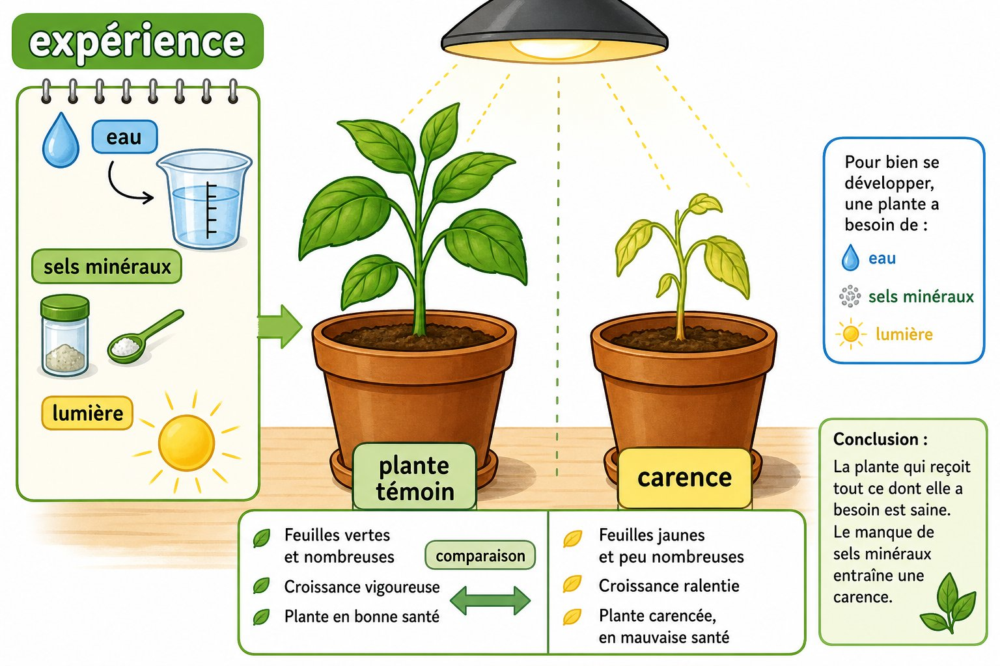 expérience
eau
sels minéraux
lumière
plante
témoin
carence
Feuilles vertes
et nombreuses
Croissance vigoureuse
Plante en bonne santé
comparaison
Feuilles jaunes
et peu nombreuses
Croissance ralentie
Plante carencée,
en mauvaise santé
Pour bien se
développer,
une plante a
besoin de :
eau
sels minéraux
lumière
Conclusion :
La plante qui reçoit
tout ce dont elle a
besoin est saine.
Le manque de
sels minéraux
entraîne une
carence.